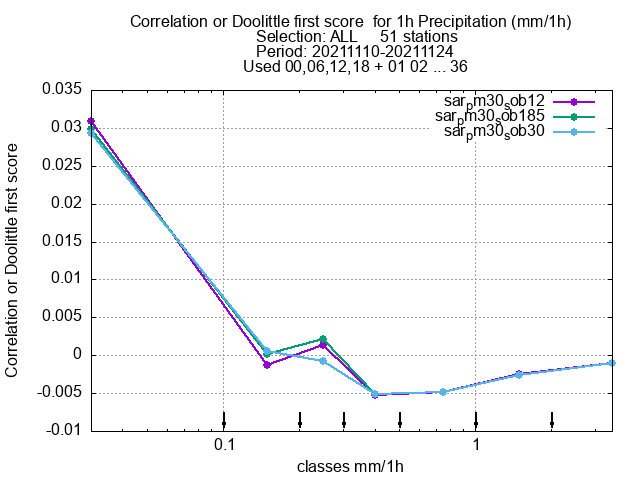 Correlation or Doolittle first score  for 1h Precipitation (mm/1h)
Selection: ALL     51 stations
Period: 20211110-20211124
Used 00,06,12,18 + 01 02 ... 36
sarpm30sob12
sarpm30sob185
sarpm30sob30
Correlation or Doolittle first score
0.035
0.03
0.025
0.02
0.015
0.01
0.005
0
-0.005
-0.01
0.1
1
classes mm/1h